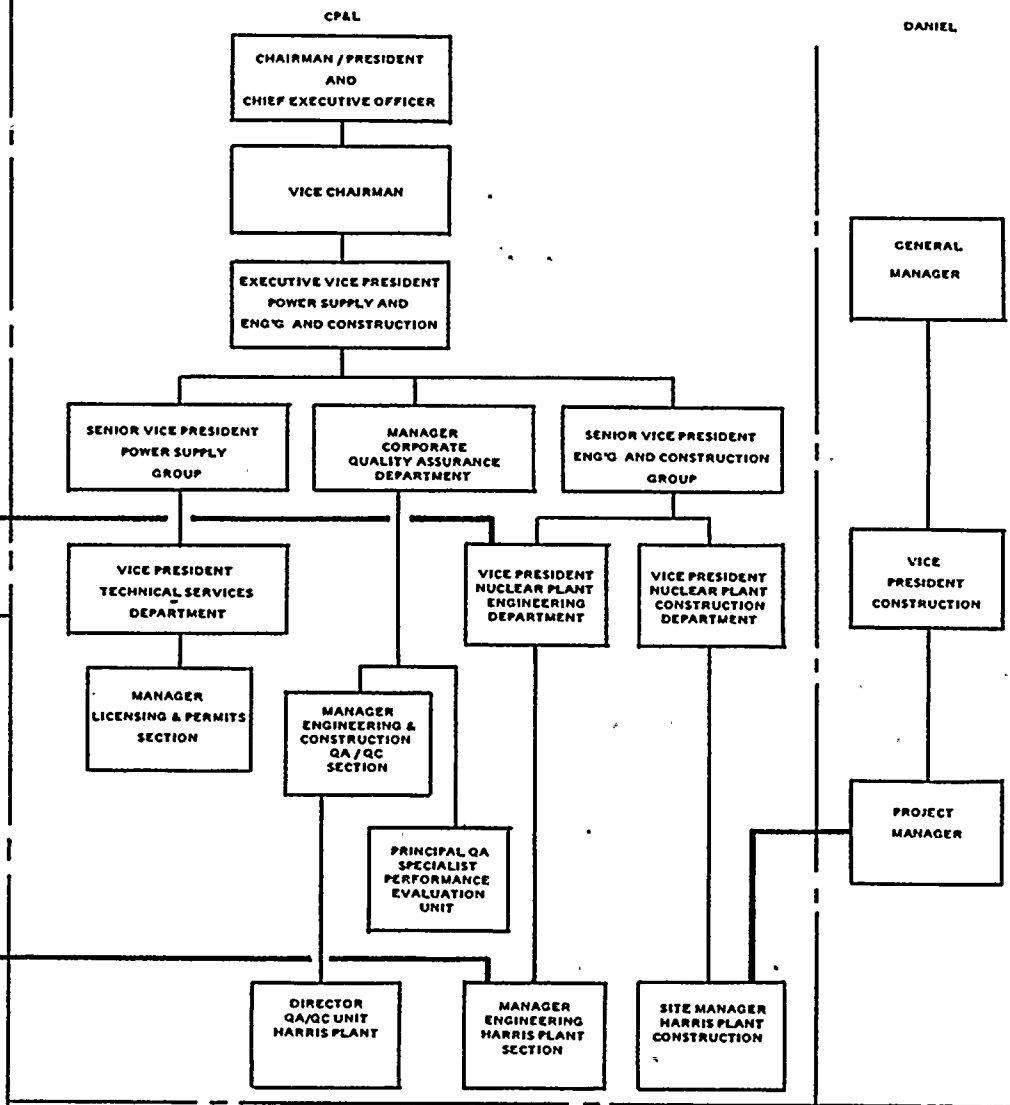 CP&L
DANIEL
CHAIRMAN / PRESIDENT
AND
CHIEF EXECUTIVE OFFICER
VICE CHAIRMAN
GENERAL
MANAGER
EXECUTIVE VICE PRESIDENT
POWER SUPPLY AND
ENG'G AND CONSTRUCTION
SENIOR VICE PRESIDENT
POWER SUPPLY
GROUP
MANAGER
CORPORATE
QUALITY ASSURANCE
DEPARTMENT
SENIOR VICE PRESIDENT
ENG'G AND CONSTRUCTION
GROUP
VICE PRESIDENT
TECHNICAL SERVICES
DEPARTMENT
VICE PRESIDENT
NUCLEAR PLANT
ENGINEERING
DEPARTMENT
VICE PRESIDENT
NUCLEAR PLANT
CONSTRUCTION
DEPARTMENT
VICE
PRESIDENT
CONSTRUCTION
MANAGER
LICENSING & PERMITS
SECTION
MANAGER
ENGINEERING &
CONSTRUCTION
QA / QC
SECTION
PROJECT
MANAGER
PRINCIPAL QA
SPECIALIST
PERFORMANCE
EVALUATION
UNIT
DIRECTOR
QA/QC UNIT
HARRIS PLANT
MANAGER
ENGINEERING
HARRIS PLANT
SECTION
SITE MANAGER
HARRIS PLANT
CONSTRUCTION